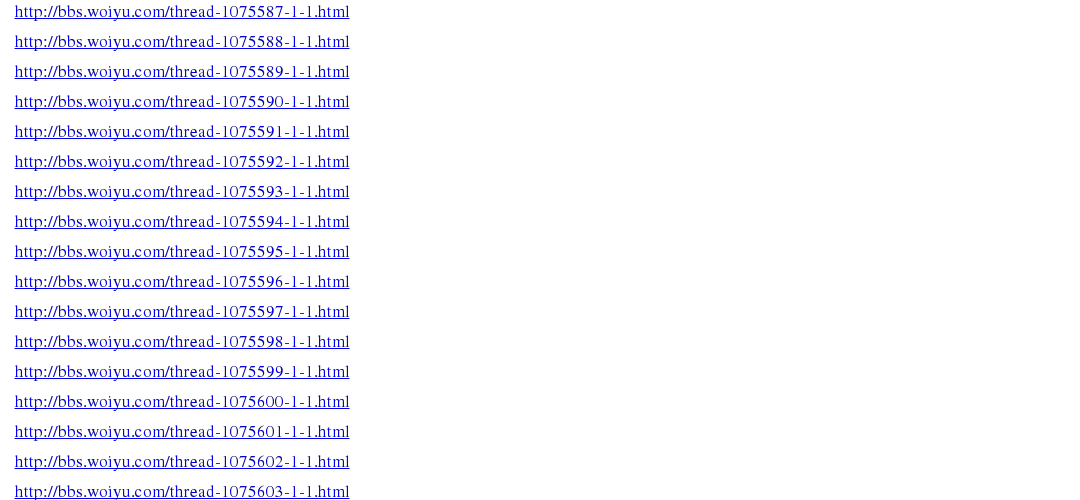 http://bbs.woiyu.com/thread-1075587-1-1.html
http://bbs.woiyu.com/thread-1075588-1-1.html
http://bbs.woiyu.com/thread-1075589-1-1.html
http://bbs.woiyu.com/thread-1075590-1-1.html
http://bbs.woiyu.com/thread-1075591-1-1.html
http://bbs.woiyu.com/thread-1075592-1-1.html
http://bbs.woiyu.com/thread-1075593-1-1.html
http://bbs.woiyu.com/thread-1075594-1-1.html
http://bbs.woiyu.com/thread-1075595-1-1.html
http://bbs.woiyu.com/thread-1075596-1-1.html
http://bbs.woiyu.com/thread-1075597-1-1.html
http://bbs.woiyu.com/thread-1075598-1-1.html
http://bbs.woiyu.com/thread-1075599-1-1.html
http://bbs.woiyu.com/thread-1075600-1-1.html
http://bbs.woiyu.com/thread-1075601-1-1.html
http://bbs.woiyu.com/thread-1075602-1-1.html
http://bbs.woiyu.com/thread-1075603-1-1.html